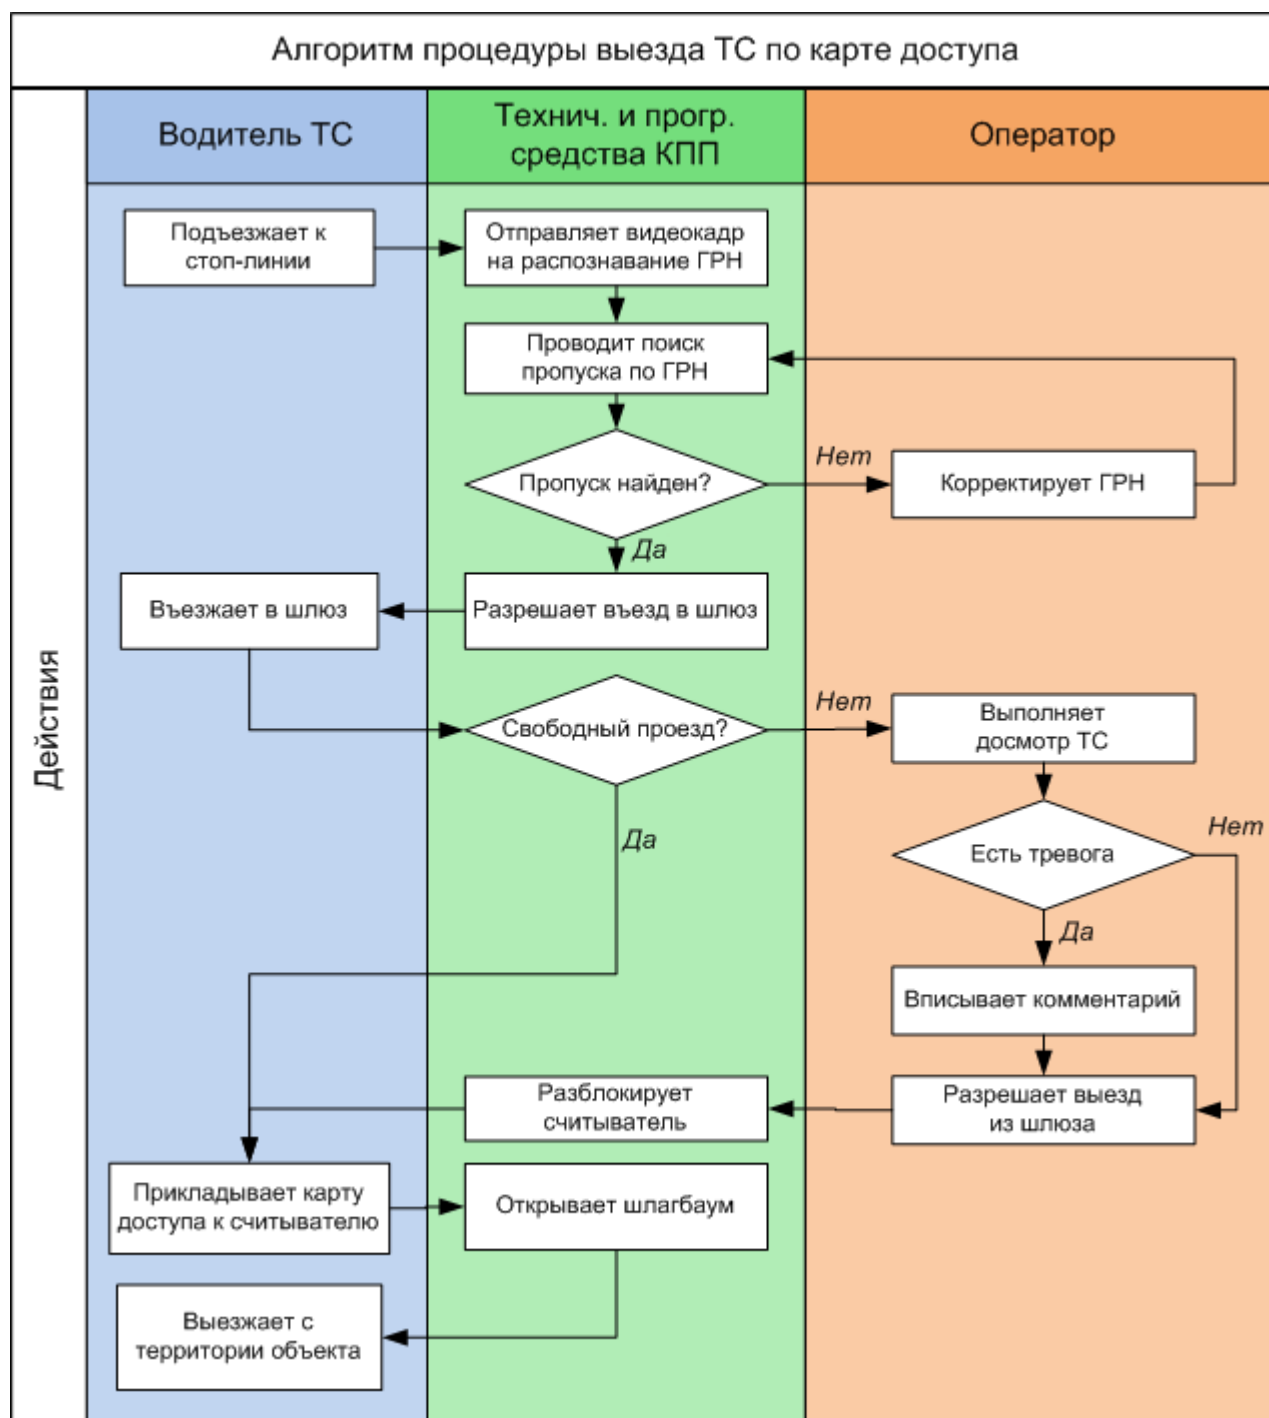 Алгоритм процедуры выезда ТС по карте доступа
Действия
Водитель ТС
Технич. и прогр.
средства КПП
Оператор
Подъезжает к
стоп-линии
Отправляет видеокадр
на распознавание ГРН
Проводит поиск
пропуска по ГРН
Пропуск найден?
Нет
Корректирует ГРН
Да
Въезжает в шлюз
Разрешает въезд в шлюз
Свободный проезд?
Нет
Выполняет
досмотр ТС
Да
Есть тревога
Нет
Да
Вписывает комментарий
Разблокирует
считыватель
Разрешает выезд
из шлюза
Прикладывает карту
доступа к считывателю
Открывает шлагбаум
Выезжает с
территории объекта